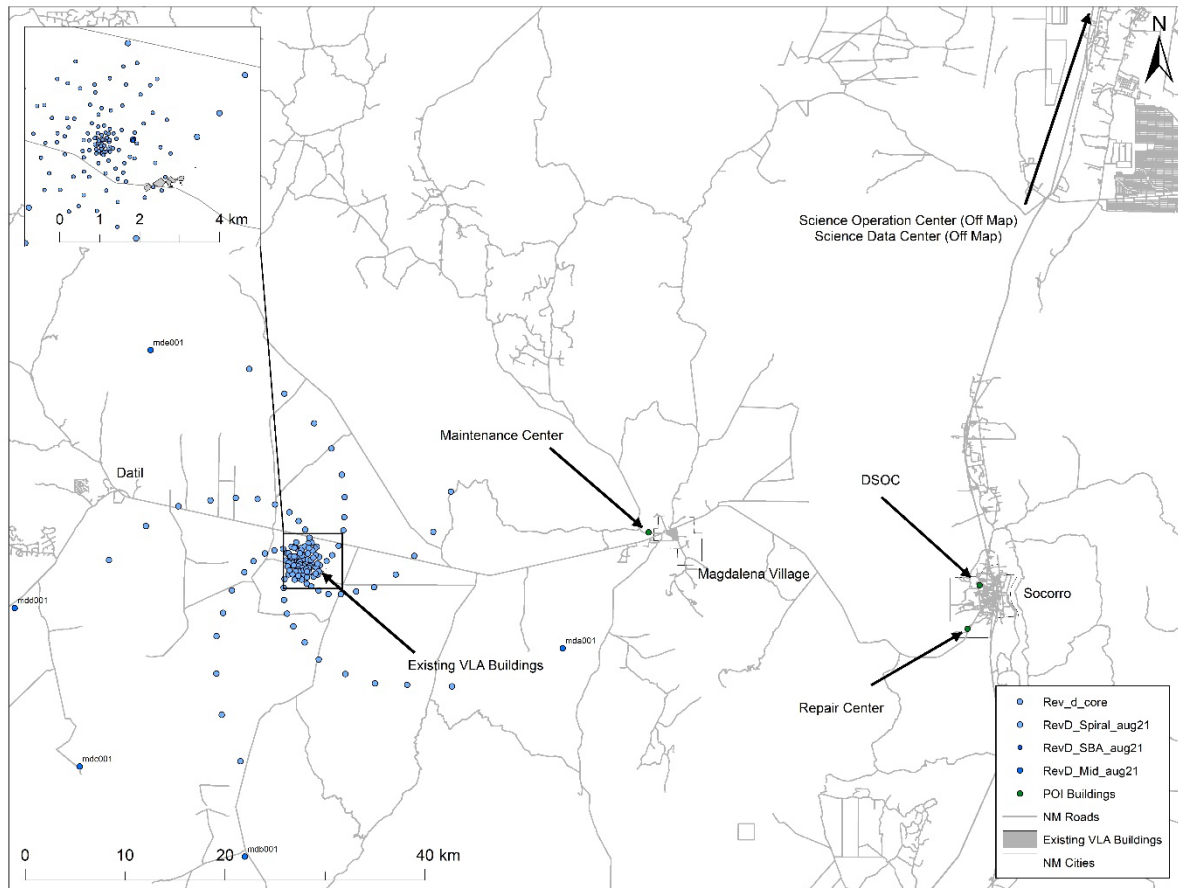 N
0 1 2 4 km
Science Operation Center (Off Map)
Science Data Center (Off Map)
mde001
Maintenance Center
Datil
DSOC
Magdalena Village
Socorro
mdd001
mda001
Existing VLA Buildings
Repair Center
mdc001
mdb001
0 10 20 40 km
Rev_d_core
RevD_Spiral_aug21
RevD_SBA_aug21
RevD_Mid_aug21
POI Buildings
NM Roads
Existing VLA Buildings
NM Cities